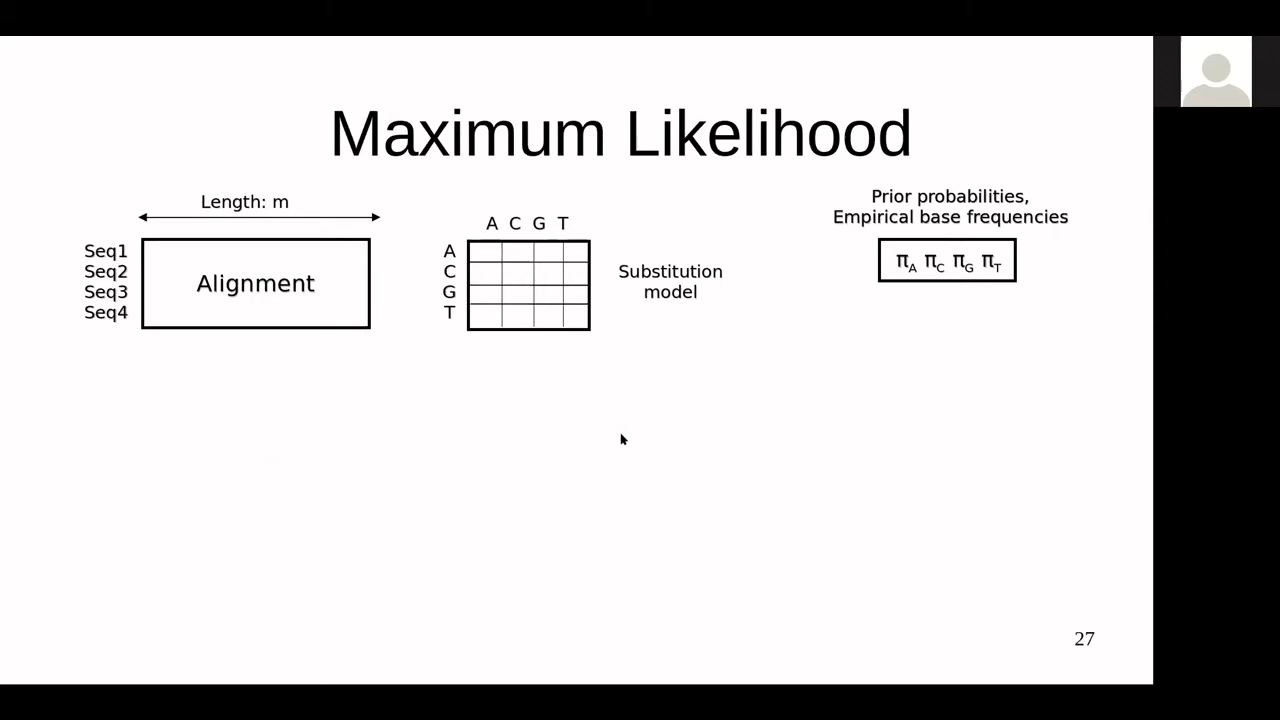 Maximum Likelihood
Length: m
Seq1
Seq2
Seq3
Seq4
Alignment
A C G T
A
C
G
T
Substitution
model
Prior probabilities,
Empirical base frequencies
πA πC πG πT
27